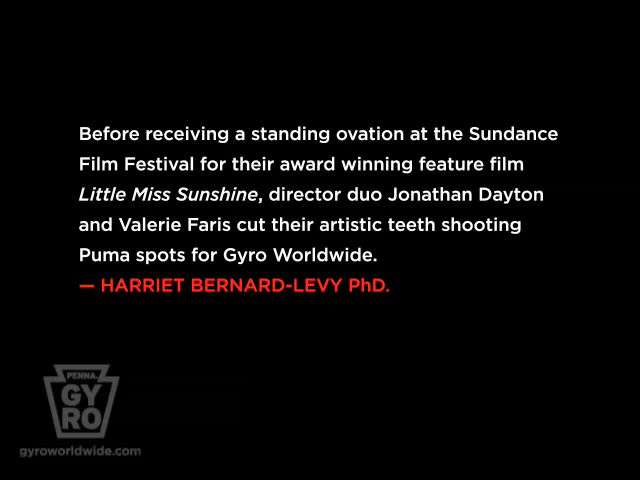 Before receiving a standing ovation at the Sundance
Film Festival for their award winning feature film
Little Miss Sunshine, director duo Jonathan Dayton
and Valerie Faris cut their artistic teeth shooting
Puma spots for Gyro Worldwide.
— HARRIET BERNARD-LEVY PhD.
PENNA.
GY
RO
gyroworldwide.com